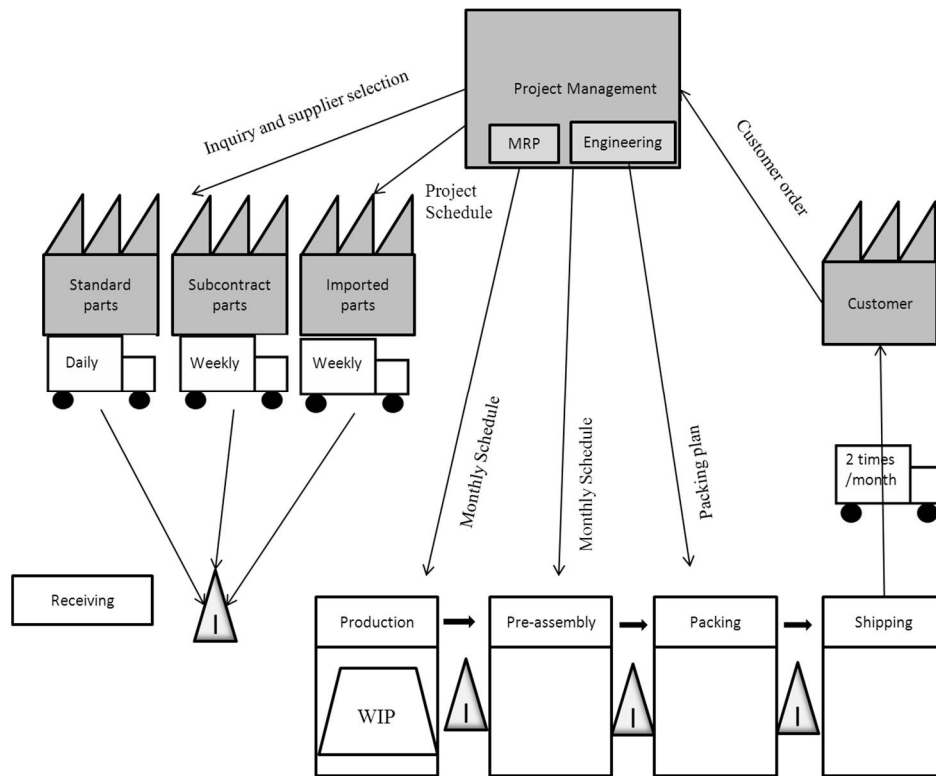 Project Management
MRP
Engineering
Inquiry and supplier selection
Project
Schedule
Customer order
Standard
parts
Subcontract
parts
Imported
parts
Customer
Daily
Weekly
Weekly
Monthly Schedule
Monthly Schedule
Packing plan
2 times
/month
Receiving
I
Production
Pre-assembly
Packing
Shipping
WIP
I
I
I